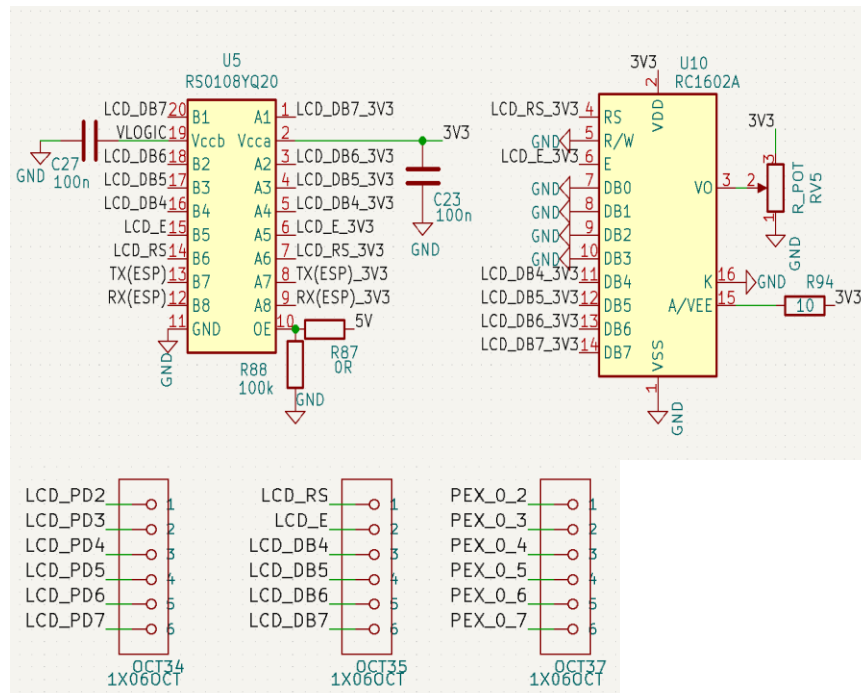 U5
RS0108YQ20
LCD_DB7 20 B1 A1 1 LCD_DB7_3V3
VLOGIC 19 Vccb Vcca 2 3V3
LCD_DB6 18 B2 A2 3 LCD_DB6_3V3
LCD_DB5 17 B3 A3 4 LCD_DB5_3V3
LCD_DB4 16 B4 A4 5 LCD_DB4_3V3
LCD_E 15 B5 A5 6 LCD_E_3V3
LCD_RS 14 B6 A6 7 LCD_RS_3V3
TX(ESP) 13 B7 A7 8 TX(ESP)_3V3
RX(ESP) 12 B8 A8 9 RX(ESP)_3V3
11 GND OE 10 5V
GND
C27
100n
GND
C23
100n
GND
R87
0R
R88
100k
GND
U10
RC1602A
3V3
2
VDD
LCD_RS_3V3 4 RS
GND 5 R/W
LCD_E_3V3 6 E
GND 7 DB0
GND 8 DB1
GND 9 DB2
GND 10 DB3
LCD_DB4_3V3 11 DB4
LCD_DB5_3V3 12 DB5
LCD_DB6_3V3 13 DB6
LCD_DB7_3V3 14 DB7
VO 3
K 16 GND
A/VEE 15
R94
10
3V3
VSS
1
GND
3V3
3
2
1
R_POT
RV5
GND
LCD_PD2 1
LCD_PD3 2
LCD_PD4 3
LCD_PD5 4
LCD_PD6 5
LCD_PD7 6
OCT34
1X06OCT
LCD_RS 1
LCD_E 2
LCD_DB4 3
LCD_DB5 4
LCD_DB6 5
LCD_DB7 6
OCT35
1X06OCT
PEX_0_2 1
PEX_0_3 2
PEX_0_4 3
PEX_0_5 4
PEX_0_6 5
PEX_0_7 6
OCT37
1X06OCT